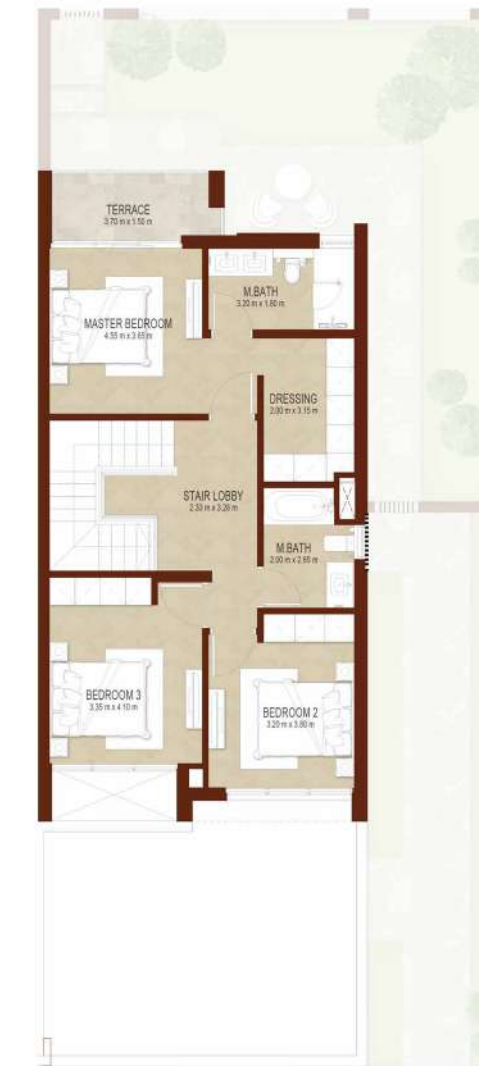 TERRACE
3.70 m x 1.50 m
M.BATH
3.20 m x 1.80 m
MASTER BEDROOM
4.55 m x 3.65 m
DRESSING
2.00 m x 3.15 m
STAIR LOBBY
2.30 m x 3.26 m
M.BATH
2.00 m x 2.65 m
BEDROOM 3
3.35 m x 4.10 m
BEDROOM 2
3.20 m x 3.80 m